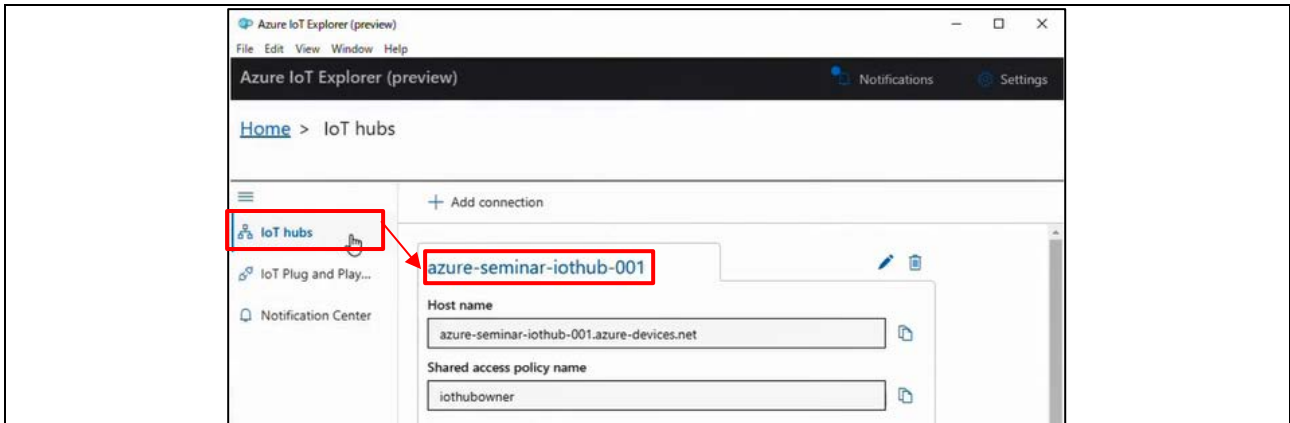 Azure IoT Explorer (preview)
File Edit View Window Help
Azure IoT Explorer (preview)
Notifications
Settings
Home > IoT hubs
+ Add connection
IoT hubs
azure-seminar-iothub-001
IoT Plug and Play...
Host name
Notification Center
azure-seminar-iothub-001.azure-devices.net
Shared access policy name
iothubowner